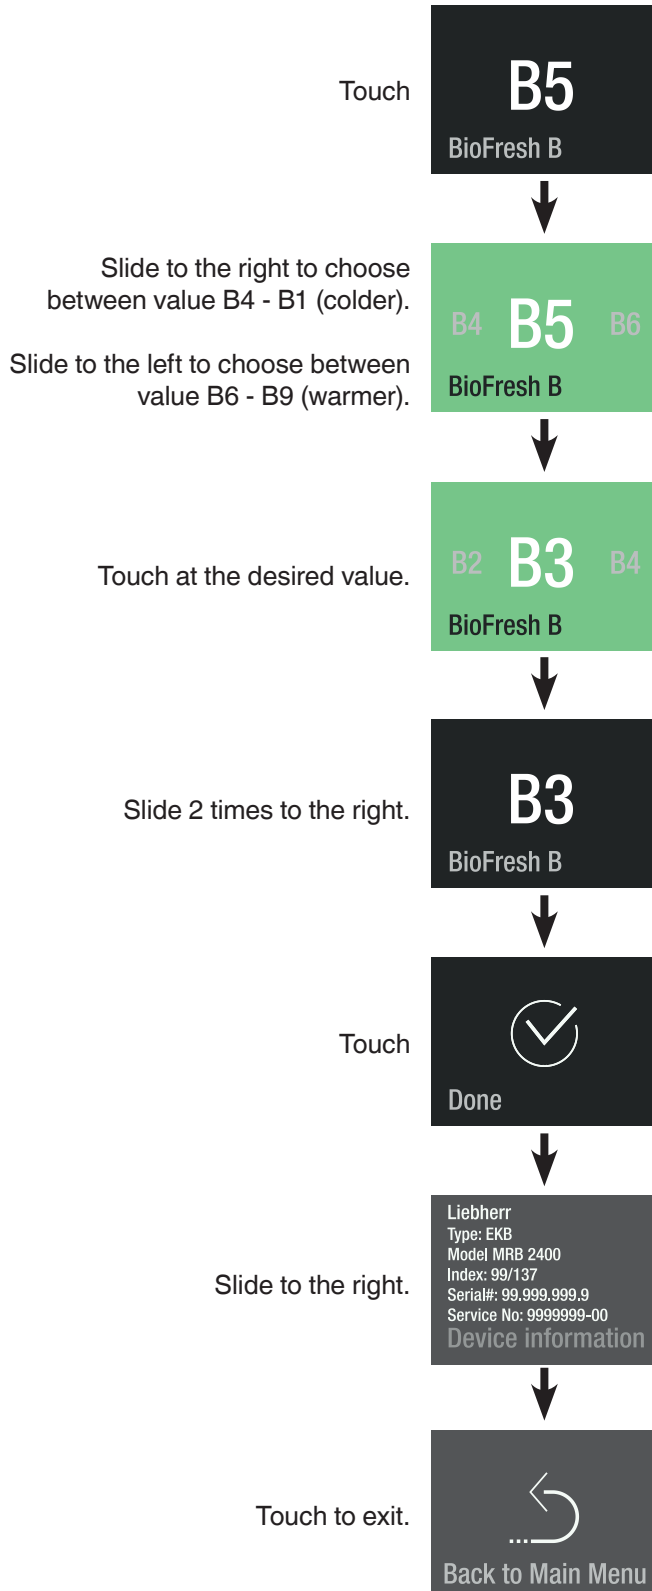 Touch
B5
BioFresh B
Slide to the right to choose
between value B4 - B1 (colder).
Slide to the left to choose between
value B6 - B9 (warmer).
B4 B5 B6
BioFresh B
Touch at the desired value.
B2 B3 B4
BioFresh B
Slide 2 times to the right.
B3
BioFresh B
Touch
Done
Slide to the right.
Liebherr
Type: EKB
Model MRB 2400
Index: 99/137
Serial#: 99.999.999.9
Service No: 9999999-00
Device information
Touch to exit.
Back to Main Menu